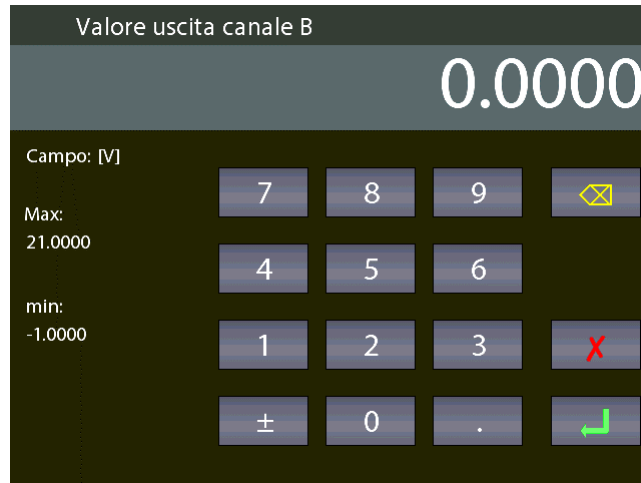 Valore uscita canale B
0.0000
Campo: [V]
Max:
21.0000
min:
-1.0000
7 8 9 ⌫
4 5 6
1 2 3 ✗
± 0 . ↵